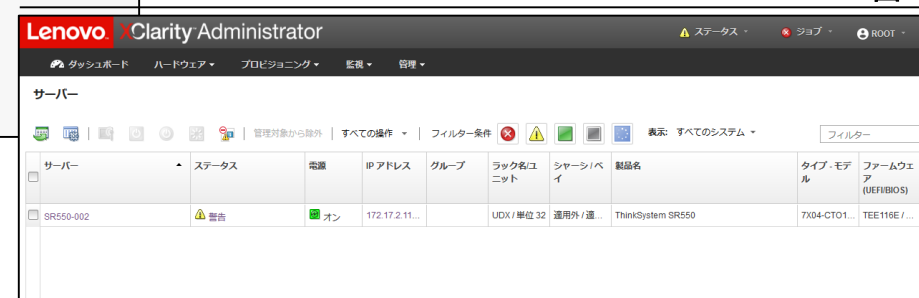 Lenovo. XClarity Administrator ステータス ジョブ ROOT
ダッシュボード ハードウェア プロビジョニング 監視 管理
サーバー
管理対象から除外 すべての操作 フィルター条件 表示: すべてのシステム フィルター
サーバー ステータス 電源 IP アドレス グループ ラック名/ユニット シャーシ/ベイ 製品名 タイプ - モデル ファームウェア (UEFI/BIOS)
SR550-002 警告 オン 172.17.2.11... UDX / 単位 32 適用外 / 適... ThinkSystem SR550 7X04-CTO1... TEE116E / ...